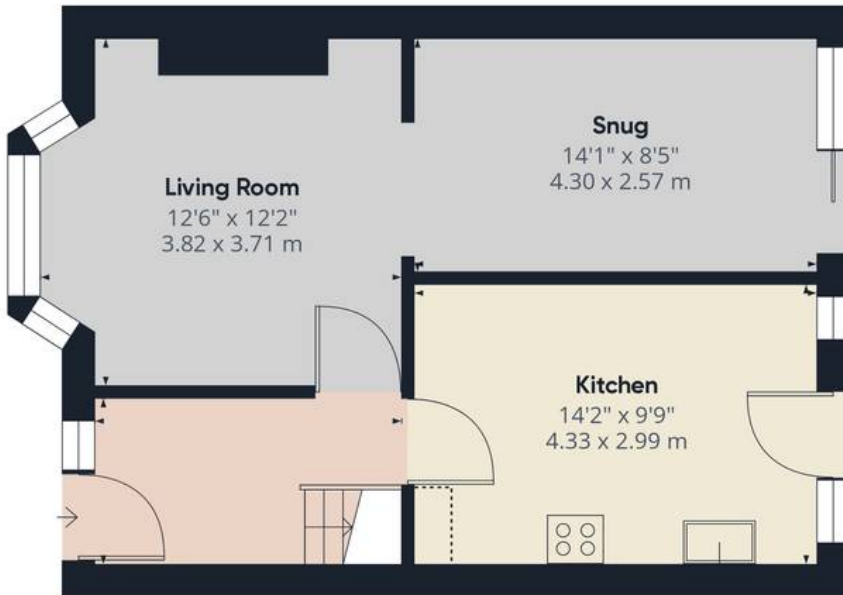 Snug
14'1" x 8'5"
4.30 x 2.57 m
Living Room
12'6" x 12'2"
3.82 x 3.71 m
Kitchen
14'2" x 9'9"
4.33 x 2.99 m